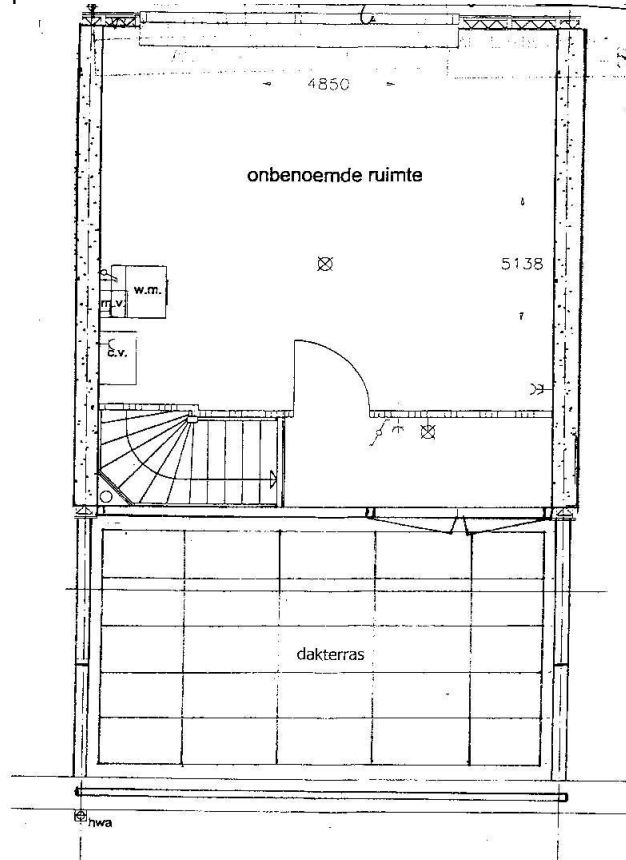 4850
onbenoemde ruimte
5138
w.m.
m.v.
c.v.
dakterras
hwa